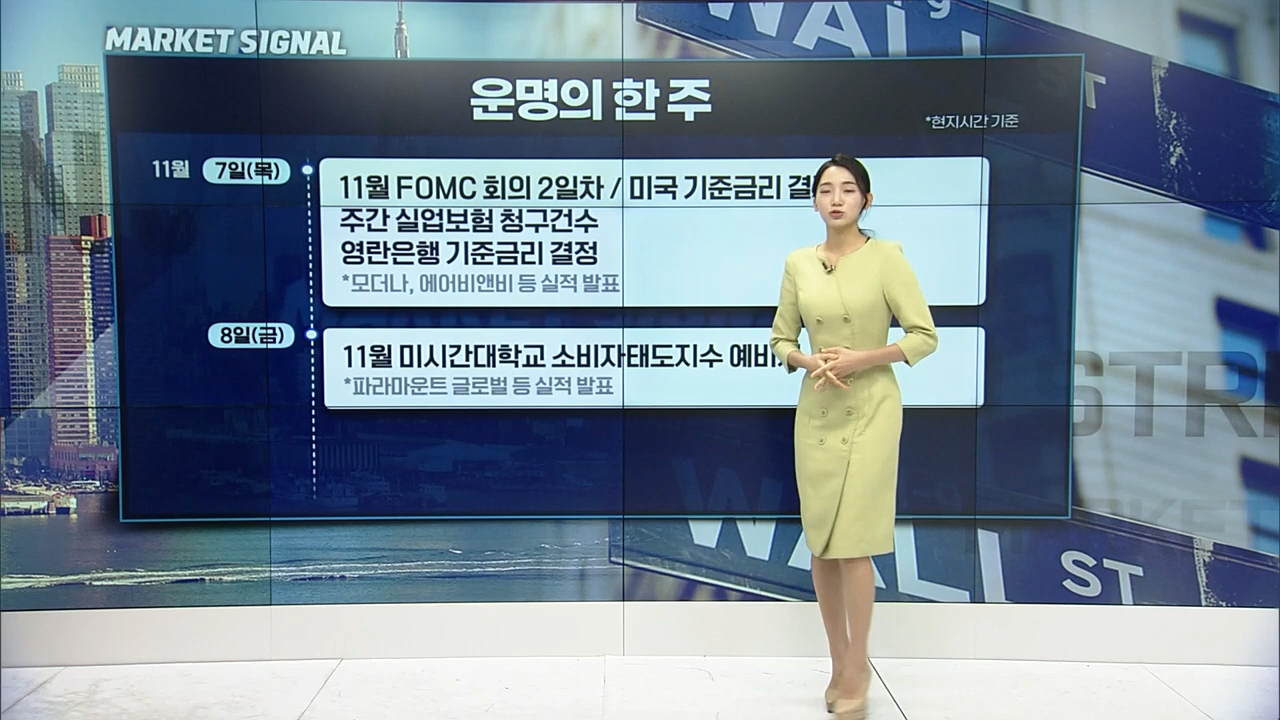 MARKET SIGNAL
운명의 한 주
*현지시간 기준
11월 7일(목)
11월 FOMC 회의 2일차 / 미국 기준금리
주간 실업보험 청구건수
영란은행 기준금리 결정
*모더나, 에어비앤비 등 실적 발표
8일(금)
11월 미시간대학교 소비자태도지수
*파라마운트 글로벌 등 실적 발표
WALL ST